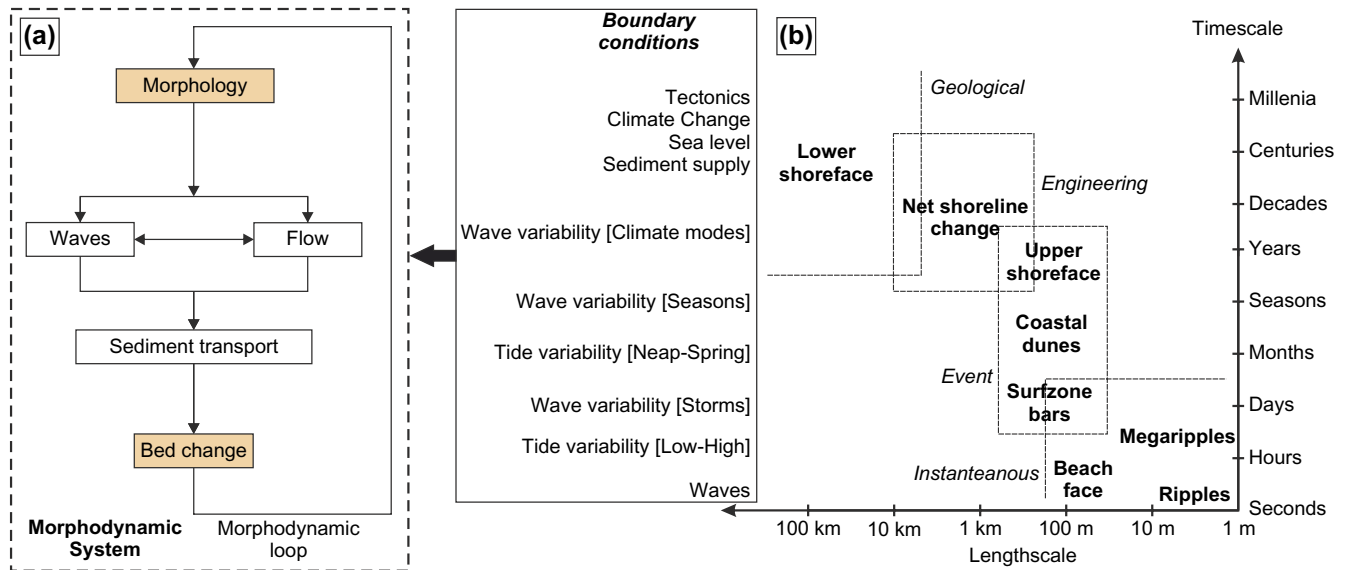 (a)
Morphology
Waves
Flow
Sediment transport
Bed change
Morphodynamic
System
Morphodynamic
loop
Boundary
conditions
Tectonics
Climate Change
Sea level
Sediment supply
Wave variability [Climate modes]
Wave variability [Seasons]
Tide variability [Neap-Spring]
Wave variability [Storms]
Tide variability [Low-High]
Waves
(b)
Timescale
Geological
Millenia
Lower
shoreface
Centuries
Engineering
Net shoreline
change
Decades
Upper
shoreface
Years
Seasons
Coastal
dunes
Months
Event
Surfzone
bars
Days
Megaripples
Instanteanous
Beach
face
Hours
Ripples
Seconds
100 km
10 km
1 km
100 m
10 m
1 m
Lengthscale